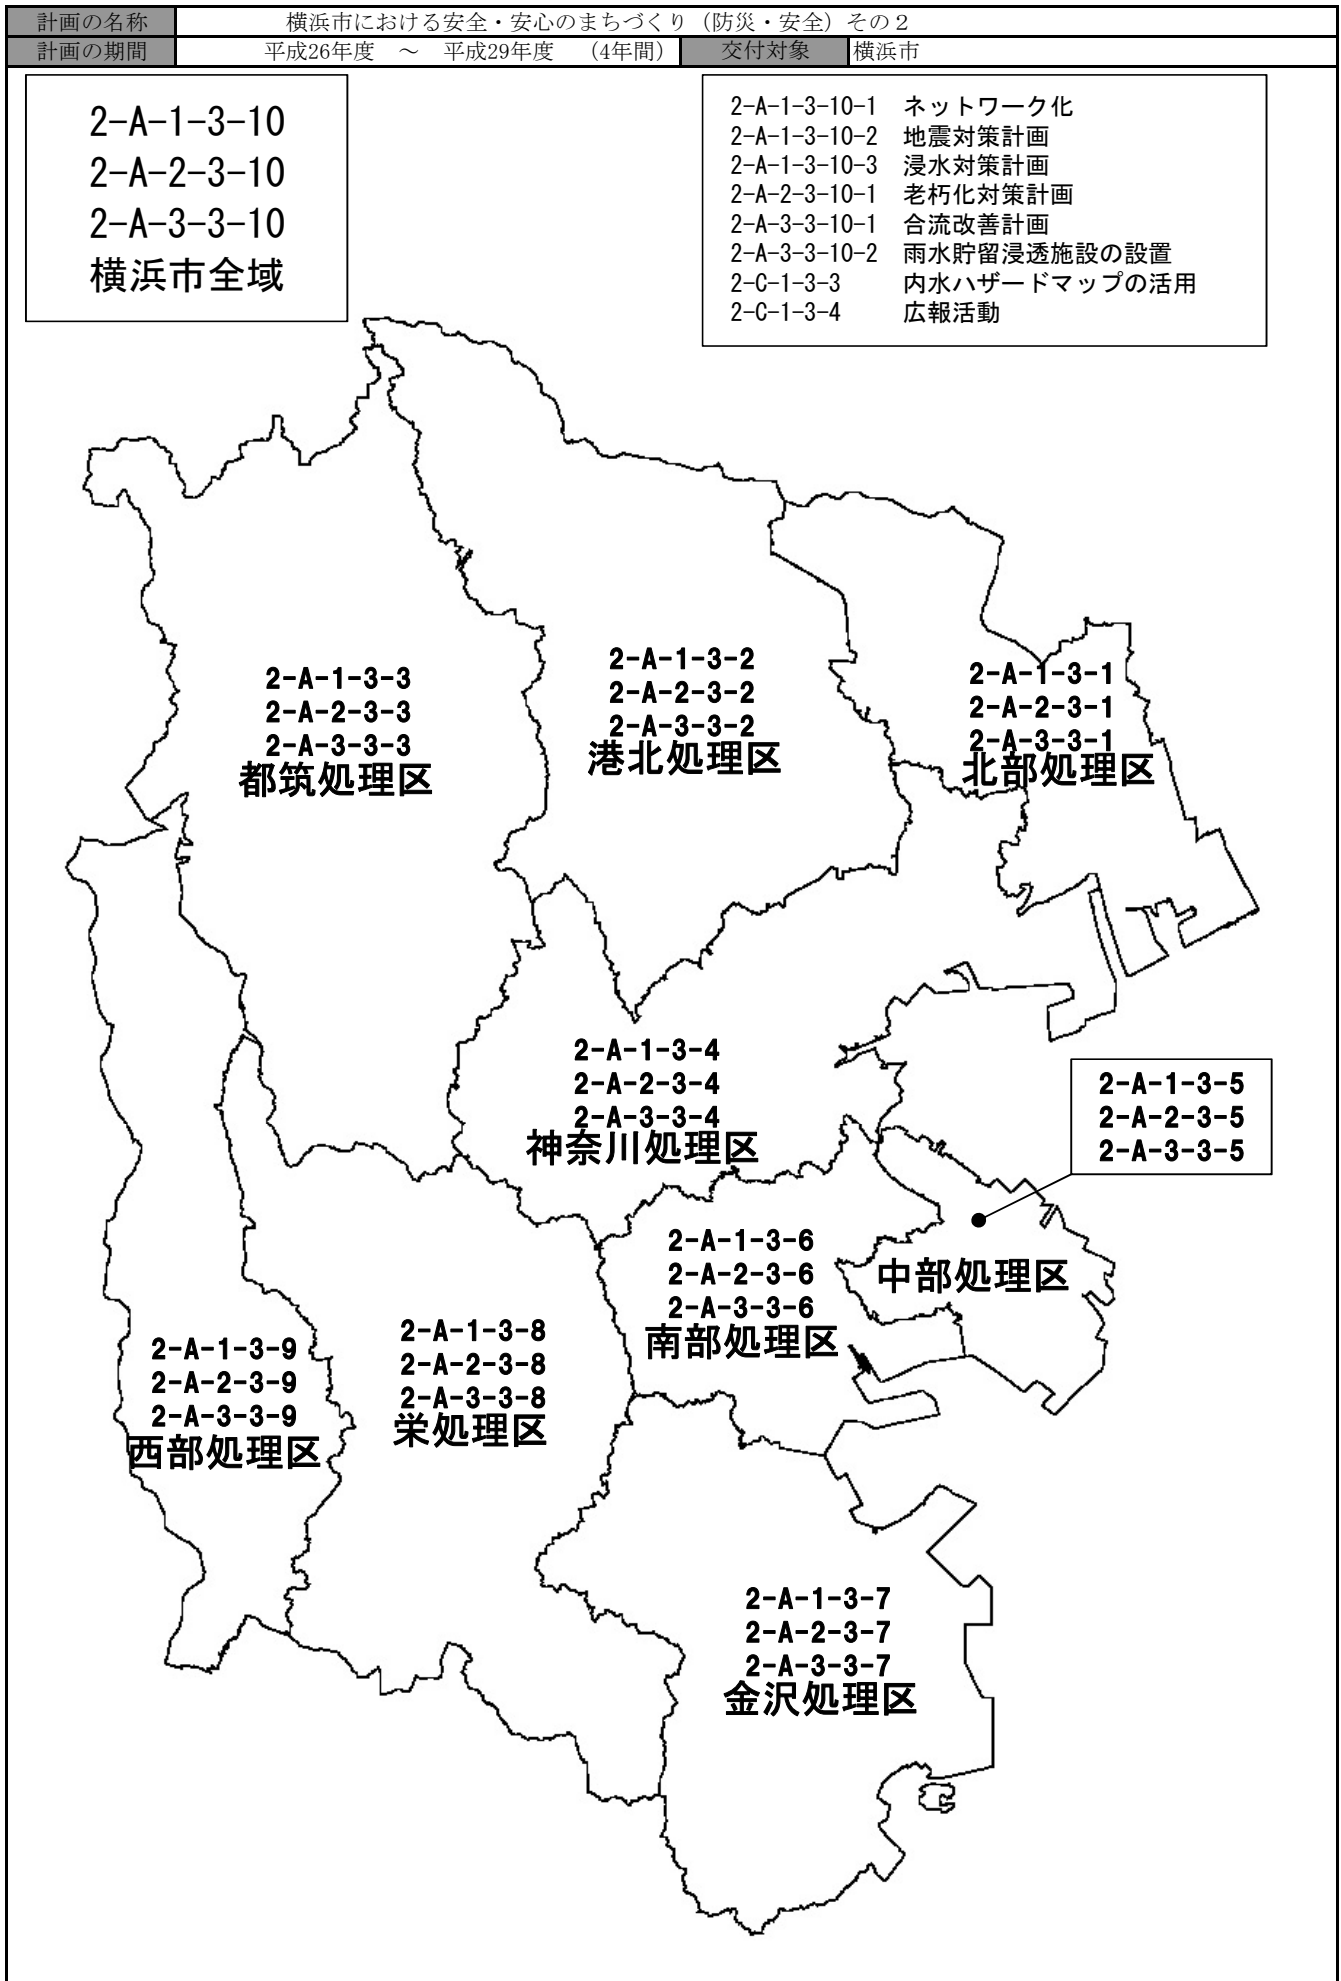 計画の名称 横浜市における安全・安心のまちづくり（防災・安全）その２
計画の期間 平成26年度 ～ 平成29年度 （4年間） 交付対象 横浜市
2-A-1-3-10
2-A-2-3-10
2-A-3-3-10
横浜市全域
2-A-1-3-10-1 ネットワーク化
2-A-1-3-10-2 地震対策計画
2-A-1-3-10-3 浸水対策計画
2-A-2-3-10-1 老朽化対策計画
2-A-3-3-10-1 合流改善計画
2-A-3-3-10-2 雨水貯留浸透施設の設置
2-C-1-3-3 内水ハザードマップの活用
2-C-1-3-4 広報活動
2-A-1-3-3
2-A-2-3-3
2-A-3-3-3
都筑処理区
2-A-1-3-2
2-A-2-3-2
2-A-3-3-2
港北処理区
2-A-1-3-1
2-A-2-3-1
2-A-3-3-1
北部処理区
2-A-1-3-4
2-A-2-3-4
2-A-3-3-4
神奈川処理区
2-A-1-3-5
2-A-2-3-5
2-A-3-3-5
中部処理区
2-A-1-3-6
2-A-2-3-6
2-A-3-3-6
南部処理区
2-A-1-3-9
2-A-2-3-9
2-A-3-3-9
西部処理区
2-A-1-3-8
2-A-2-3-8
2-A-3-3-8
栄処理区
2-A-1-3-7
2-A-2-3-7
2-A-3-3-7
金沢処理区